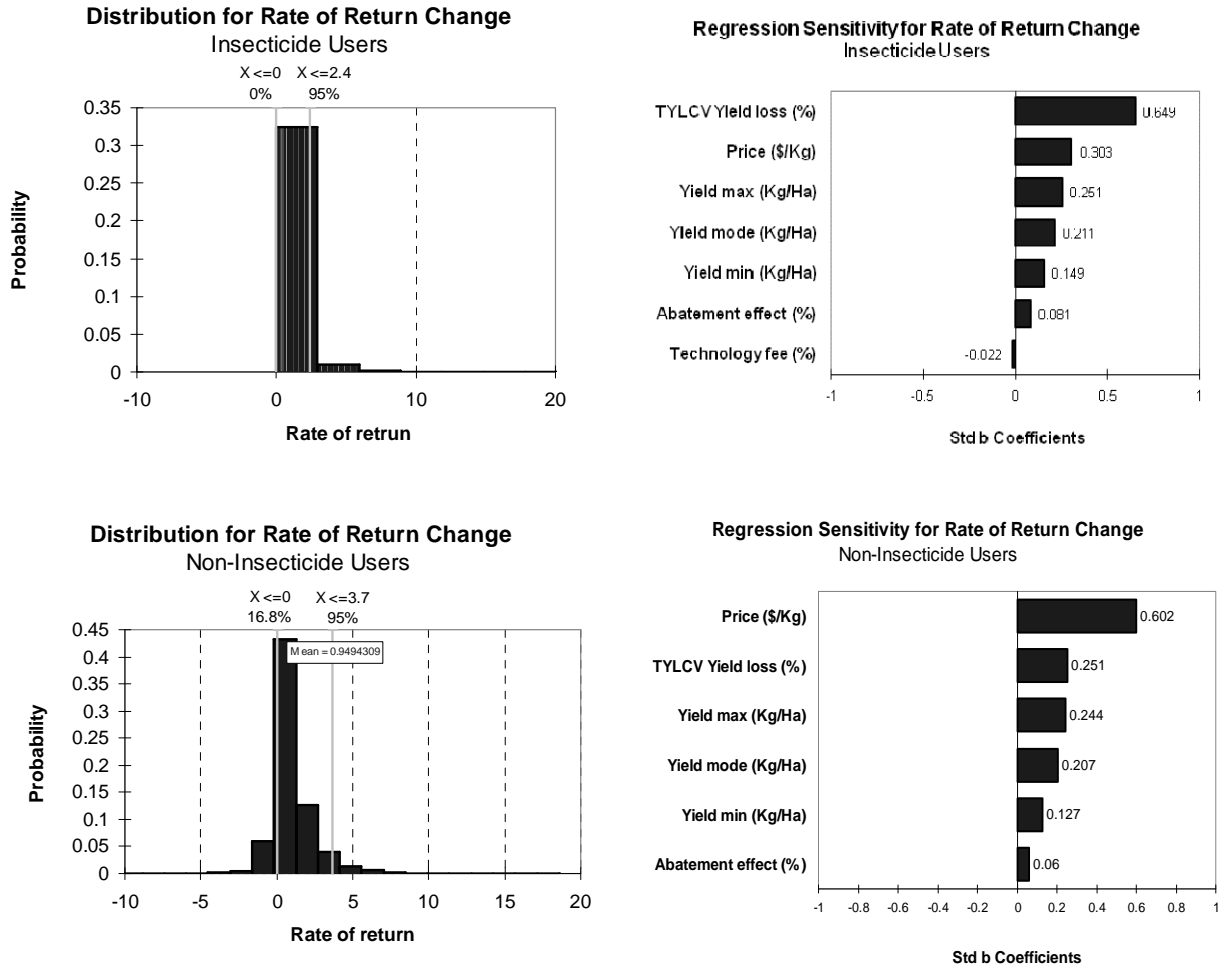 Distribution for Rate of Return Change
Insecticide Users
X <=0 X <=2.4
0% 95%
0.35
0.3
0.25
0.2
0.15
0.1
0.05
0
Probability
-10 0 10 20
Rate of retrun
Regression Sensitivity for Rate of Return Change
Insecticide Users
TYLCV Yield loss (%) 0.649
Price ($/Kg) 0.303
Yield max (Kg/Ha) 0.251
Yield mode (Kg/Ha) 0.211
Yield min (Kg/Ha) 0.149
Abatement effect (%) 0.081
Technology fee (%) -0.022
-1 -0.5 0 0.5 1
Std b Coefficients
Distribution for Rate of Return Change
Non-Insecticide Users
X <=0 X <=3.7
16.8% 95%
0.45
Mean = 0.9494309
0.4
0.35
0.3
0.25
0.2
0.15
0.1
0.05
0
Probability
-10 -5 0 5 10 15 20
Rate of return
Regression Sensitivity for Rate of Return Change
Non-Insecticide Users
Price ($/Kg) 0.602
TYLCV Yield loss (%) 0.251
Yield max (Kg/Ha) 0.244
Yield mode (Kg/Ha) 0.207
Yield min (Kg/Ha) 0.127
Abatement effect (%) 0.06
-1 -0.8 -0.6 -0.4 -0.2 0 0.2 0.4 0.6 0.8 1
Std b Coefficients